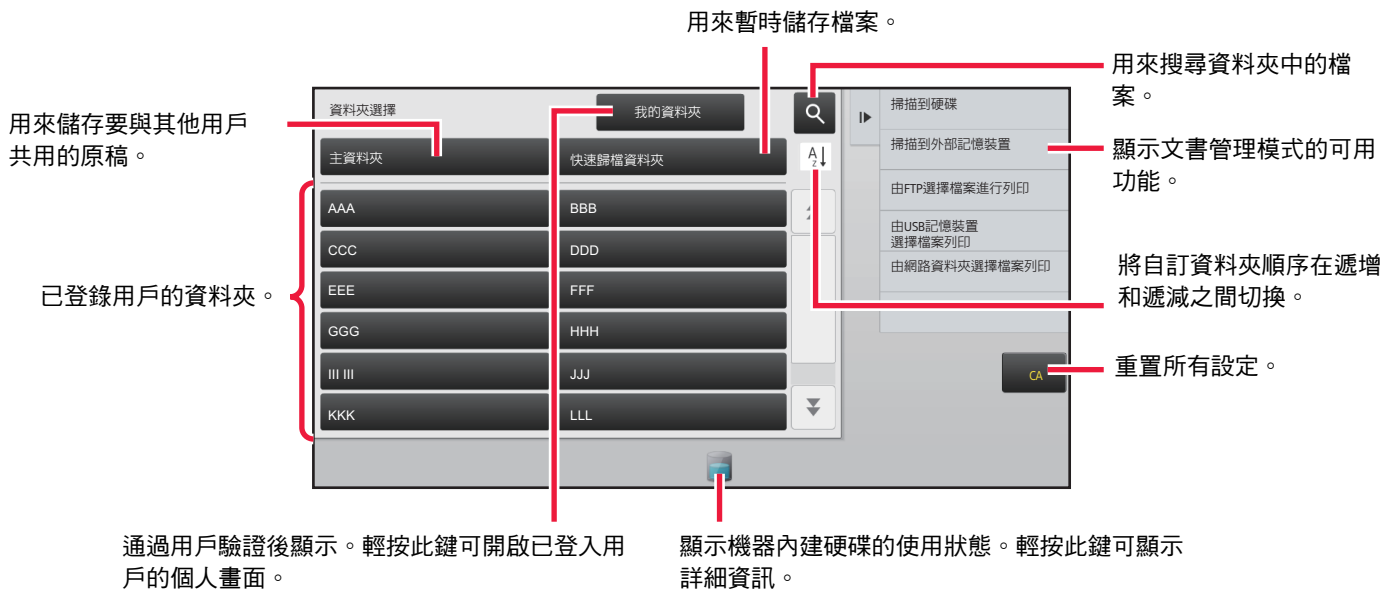 用來暫時儲存檔案。
用來搜尋資料夾中的檔
案。
用來儲存要與其他用戶
共用的原稿。
資料夾選擇
我的資料夾
主資料夾
快速歸檔資料夾
A
z
AAA
BBB
CCC
DDD
EEE
FFF
GGG
HHH
III III
JJJ
KKK
LLL
掃描到硬碟
掃描到外部記憶裝置
由FTP選擇檔案進行列印
由USB記憶裝置
選擇檔案列印
由網路資料夾選擇檔案列印
CA
顯示文書管理模式的可用
功能。
將自訂資料夾順序在遞增
和遞減之間切換。
重置所有設定。
已登錄用戶的資料夾。
通過用戶驗證後顯示。輕按此鍵可開啟已登入用
戶的個人畫面。
顯示機器內建硬碟的使用狀態。輕按此鍵可顯示
詳細資訊。